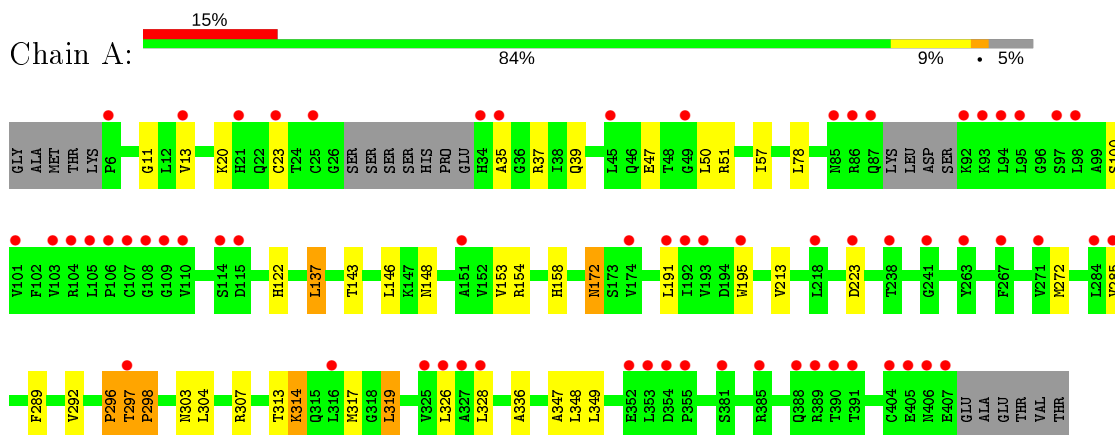 15%
Chain A:
84% 9% • 5%
GLY ALA MET THR LYS P6 G11 L12 V13 K20 H21 Q22 C23 T24 C25 G26 SER SER SER SER HIS PRO GLU H34 A35 G36 R37 I38 Q39 L45 Q46 E47 T48 G49 L50 R51 I57 L78 N85 R86 Q87 LYS LEU ASP SER K92 K93 L94 L95 G96 S97 L98 A99 S100
V101 F102 V103 R104 L105 P106 C107 G108 G109 V110 S114 D115 H122 L137 T143 L146 K147 N148 A151 V152 V153 R154 H158 N172 S173 V174 L191 I192 V193 D194 W195 V213 L218 D223 T238 G241 Y263 F267 V271 M272 L284
F289 V292 P296 T297 P298 N303 L304 R307 T313 K314 Q315 L316 M317 G318 L319 V325 L326 A327 L328 A336 A347 L348 L349 E352 L353 D354 P355 S381 R385 Q388 R389 T390 T391 C404 E405 N406 E407 GLU ALA GLU THR VAL THR